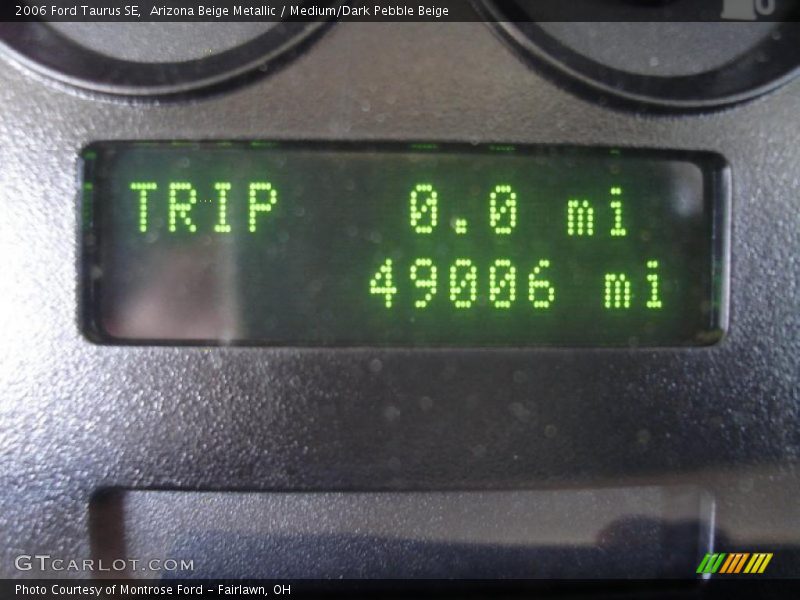 2006 Ford Taurus SE, Arizona Beige Metallic / Medium/Dark Pebble Beige
TRIP 0.0 mi
49006 mi
GTCARLOT.COM
Photo Courtesy of Montrose Ford - Fairlawn, OH